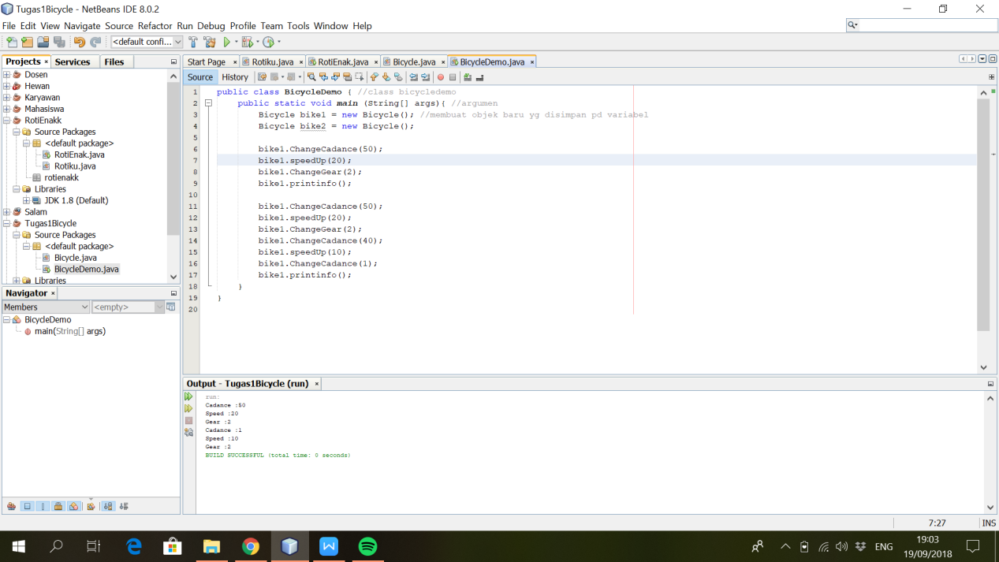 Tugas1Bicycle - NetBeans IDE 8.0.2
File Edit View Navigate Source Refactor Run Debug Profile Team Tools Window Help
<default confi...
Projects × Services Files
Dosen
Hewan
Karyawan
Mahasiswa
RotiEnakk
Source Packages
<default package>
RotiEnak.java
Rotiku.java
rotienakk
Libraries
JDK 1.8 (Default)
Salam
Tugas1Bicycle
Source Packages
<default package>
Bicycle.java
BicycleDemo.java
Libraries
Navigator ×
Members <empty>
BicycleDemo
main(String[] args)
Start Page × Rotiku.java × RotiEnak.java × Bicycle.java × BicycleDemo.java ×
Source History
1 public class BicycleDemo { //class bicycledemo
2 public static void main (String[] args){ //argumen
3 Bicycle bike1 = new Bicycle(); //membuat objek baru yg disimpan pd variabel
4 Bicycle bike2 = new Bicycle();
5
6 bike1.ChangeCadance(50);
7 bike1.speedUp(20);
8 bike1.ChangeGear(2);
9 bike1.printinfo();
10
11 bike1.ChangeCadance(50);
12 bike1.speedUp(20);
13 bike1.ChangeGear(2);
14 bike1.ChangeCadance(40);
15 bike1.speedUp(10);
16 bike1.ChangeCadance(1);
17 bike1.printinfo();
18 }
19 }
20
Output - Tugas1Bicycle (run) ×
run:
Cadance :50
Speed :20
Gear :2
Cadance :1
Speed :10
Gear :2
BUILD SUCCESSFUL (total time: 0 seconds)
7:27 INS
ENG
19:03
19/09/2018